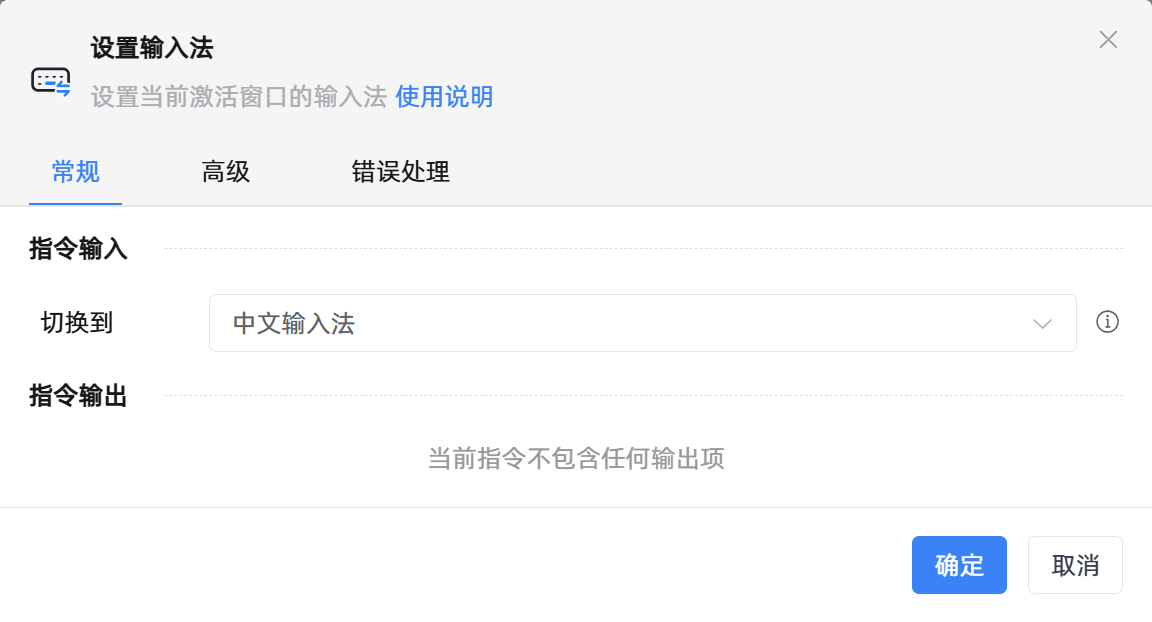 设置输入法
设置当前激活窗口的输入法 使用说明
常规 高级 错误处理
指令输入
切换到 中文输入法
指令输出
当前指令不包含任何输出项
确定 取消